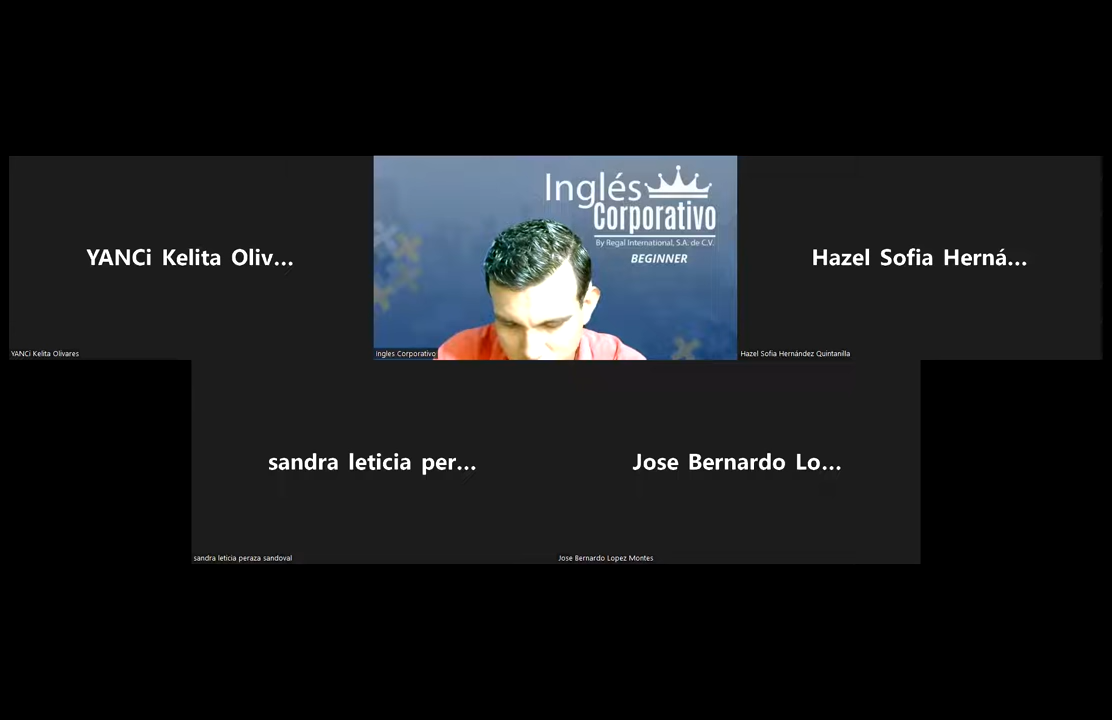 YANCi Kelita Oliv...
YANCi Kelita Olivares
Inglés
Corporativo
By Regal International, S.A. de C.V.
BEGINNER
Ingles Corporativo
Hazel Sofia Herná...
Hazel Sofia Hernández Quintanilla
sandra leticia per...
sandra leticia peraza sandoval
Jose Bernardo Lo...
Jose Bernardo Lopez Montes